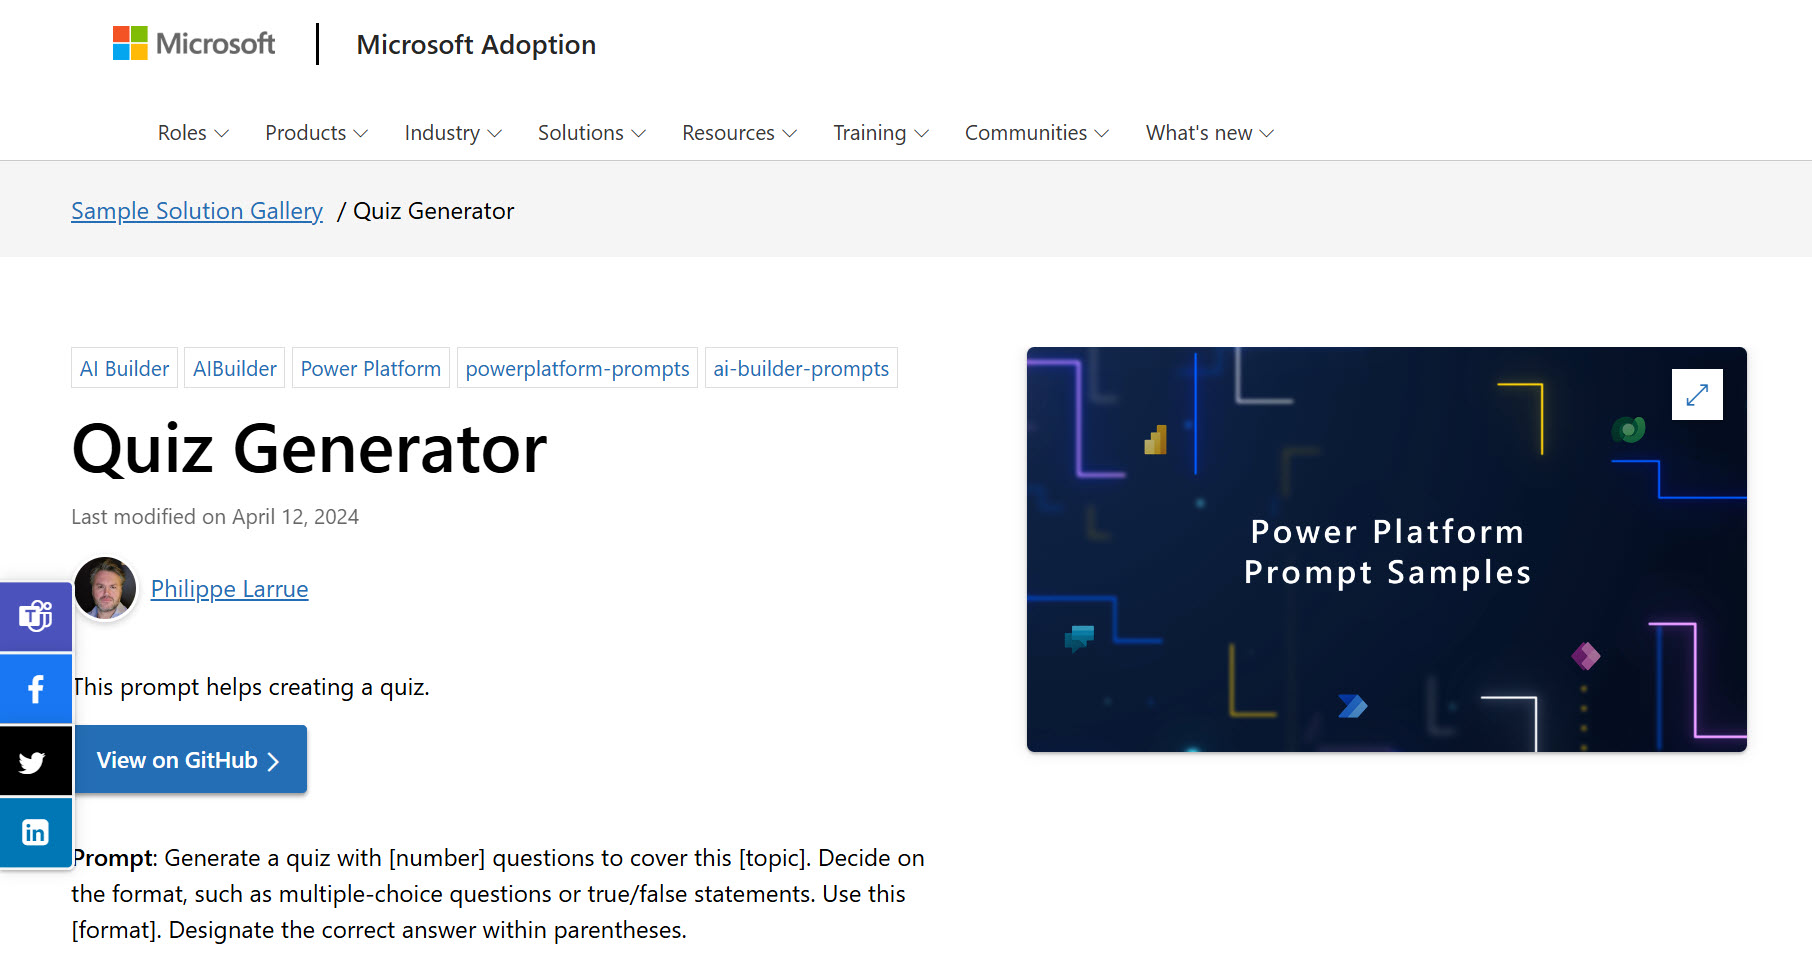 Microsoft
Microsoft Adoption
Roles
Products
Industry
Solutions
Resources
Training
Communities
What's new
Sample Solution Gallery / Quiz Generator
AI Builder
AIBuilder
Power Platform
powerplatform-prompts
ai-builder-prompts
Quiz Generator
Last modified on April 12, 2024
Philippe Larrue
This prompt helps creating a quiz.
View on GitHub
Prompt: Generate a quiz with [number] questions to cover this [topic]. Decide on
the format, such as multiple-choice questions or true/false statements. Use this
[format]. Designate the correct answer within parentheses.
Power Platform
Prompt Samples